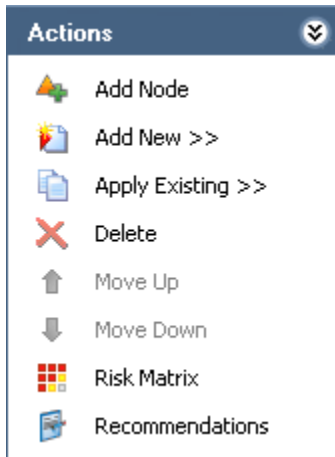 Actions
Add Node
Add New >>
Apply Existing >>
Delete
Move Up
Move Down
Risk Matrix
Recommendations